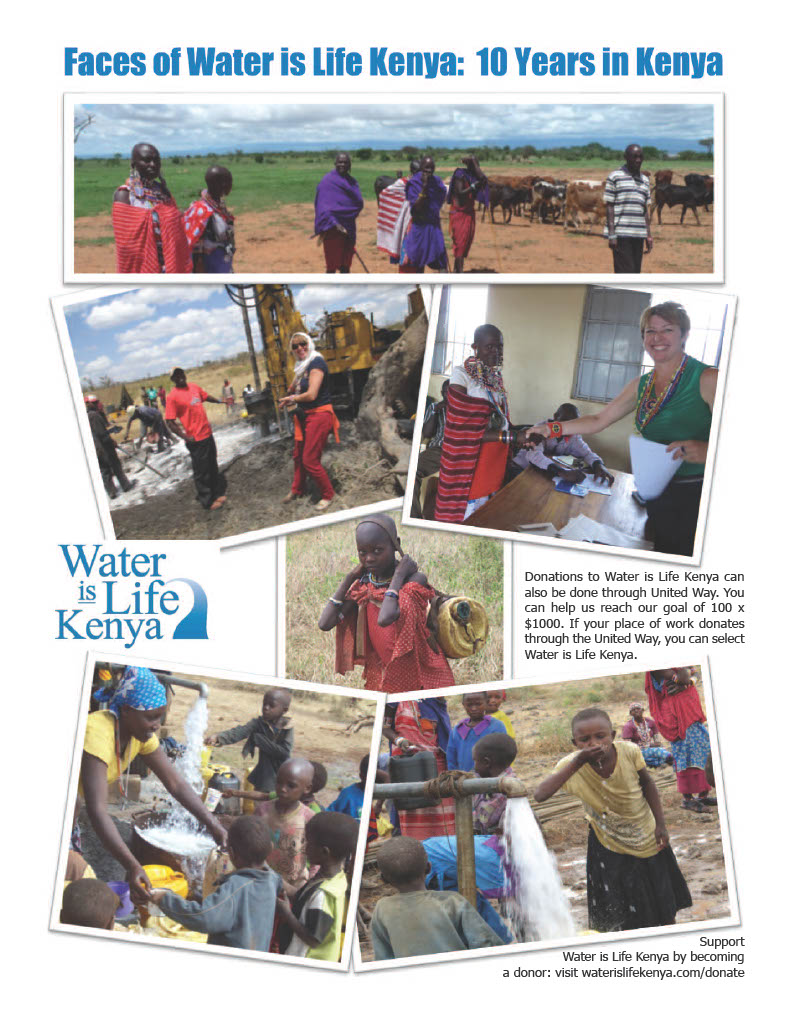 Faces of Water is Life Kenya: 10 Years in Kenya
Water
is Life
Kenya
Donations to Water is Life Kenya can
also be done through United Way. You
can help us reach our goal of 100 x
$1000. If your place of work donates
through the United Way, you can select
Water is Life Kenya.
Support
Water is Life Kenya by becoming
a donor: visit waterislifekenya.com/donate